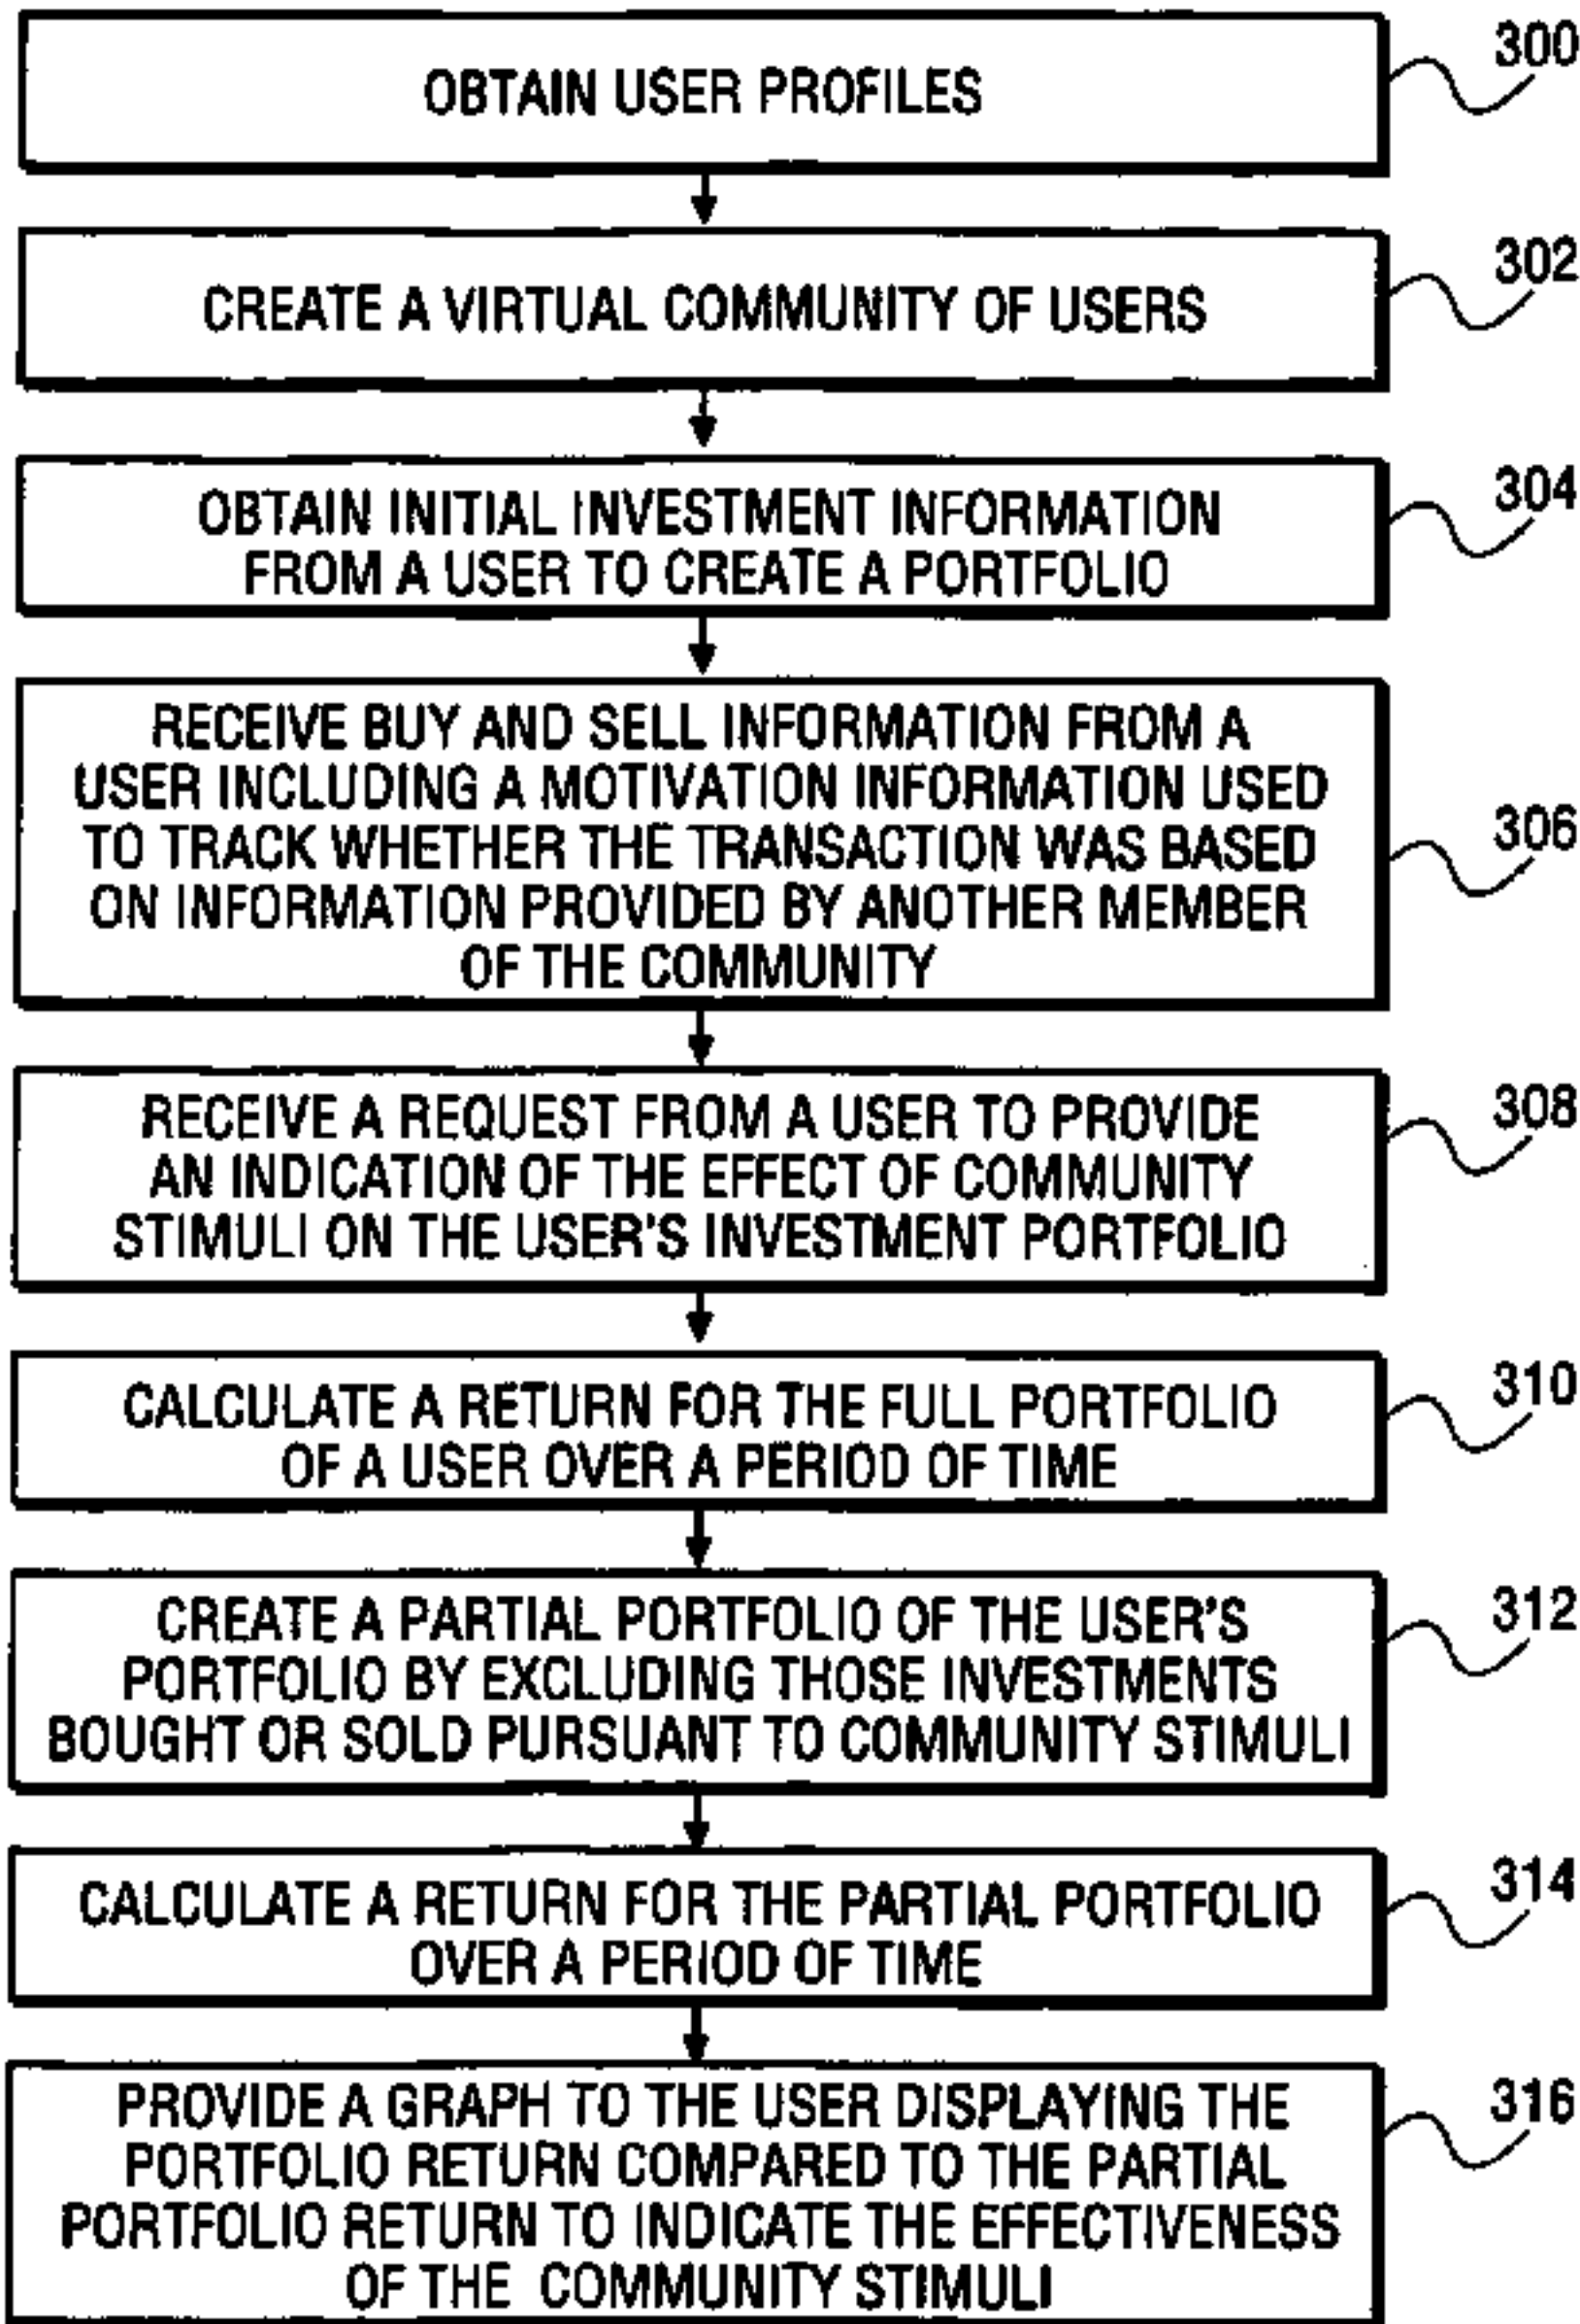 OBTAIN USER PROFILES
300
CREATE A VIRTUAL COMMUNITY OF USERS
302
OBTAIN INITIAL INVESTMENT INFORMATION
FROM A USER TO CREATE A PORTFOLIO
304
RECEIVE BUY AND SELL INFORMATION FROM A
USER INCLUDING A MOTIVATION INFORMATION USED
TO TRACK WHETHER THE TRANSACTION WAS BASED
ON INFORMATION PROVIDED BY ANOTHER MEMBER
OF THE COMMUNITY
306
RECEIVE A REQUEST FROM A USER TO PROVIDE
AN INDICATION OF THE EFFECT OF COMMUNITY
STIMULI ON THE USER'S INVESTMENT PORTFOLIO
308
CALCULATE A RETURN FOR THE FULL PORTFOLIO
OF A USER OVER A PERIOD OF TIME
310
CREATE A PARTIAL PORTFOLIO OF THE USER'S
PORTFOLIO BY EXCLUDING THOSE INVESTMENTS
BOUGHT OR SOLD PURSUANT TO COMMUNITY STIMULI
312
CALCULATE A RETURN FOR THE PARTIAL PORTFOLIO
OVER A PERIOD OF TIME
314
PROVIDE A GRAPH TO THE USER DISPLAYING THE
PORTFOLIO RETURN COMPARED TO THE PARTIAL
PORTFOLIO RETURN TO INDICATE THE EFFECTIVENESS
OF THE COMMUNITY STIMULI
316